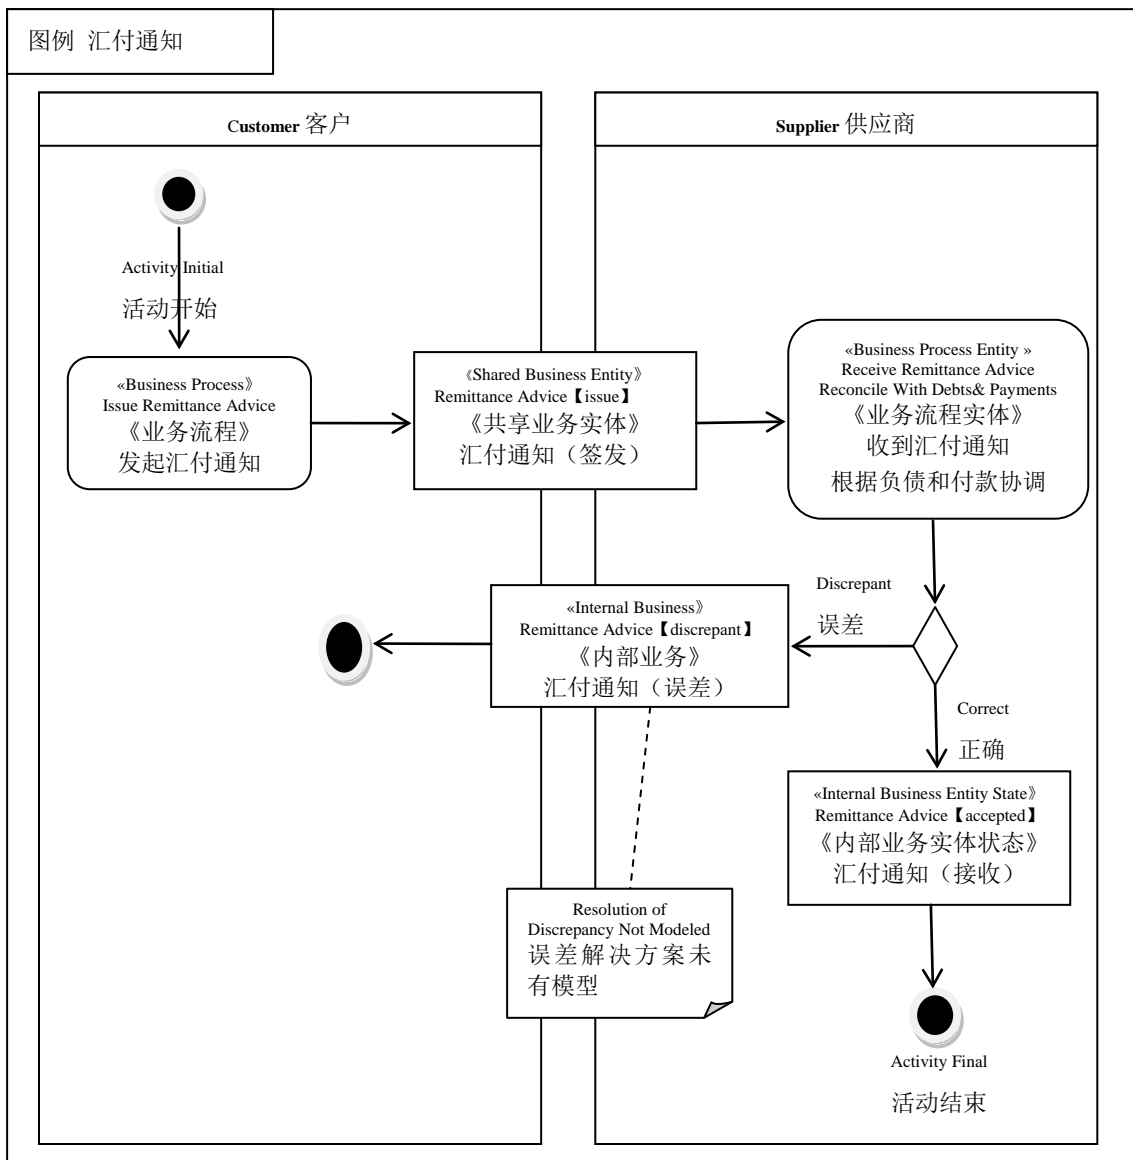 图例 汇付通知
Customer 客户
Supplier 供应商
Activity Initial
活动开始
«Business Process》
Issue Remittance Advice
《业务流程》
发起汇付通知
《Shared Business Entity》
Remittance Advice【issue】
《共享业务实体》
汇付通知（签发）
«Business Process Entity »
Receive Remittance Advice
Reconcile With Debts& Payments
《业务流程实体》
收到汇付通知
根据负债和付款协调
Discrepant
误差
«Internal Business》
Remittance Advice【discrepant】
《内部业务》
汇付通知（误差）
Correct
正确
«Internal Business Entity State》
Remittance Advice【accepted】
《内部业务实体状态》
汇付通知（接收）
Resolution of
Discrepancy Not Modeled
误差解决方案未
有模型
Activity Final
活动结束